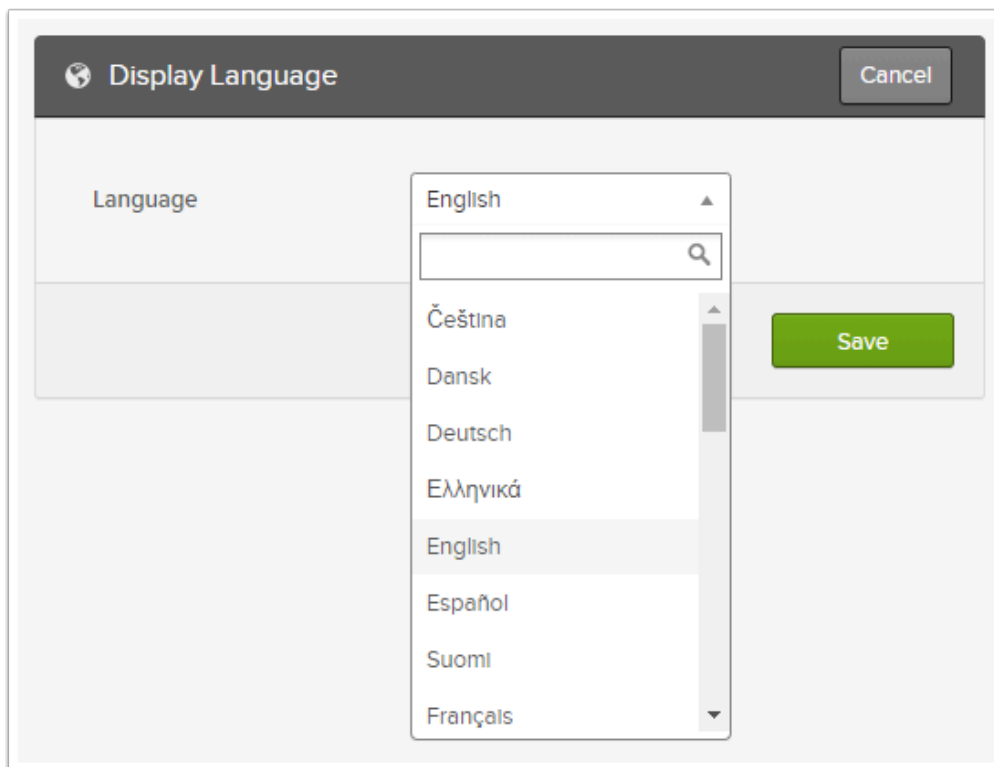 Display Language
Cancel
Language
English
Čeština
Dansk
Deutsch
Ελληνικά
English
Español
Suomi
Français
Save